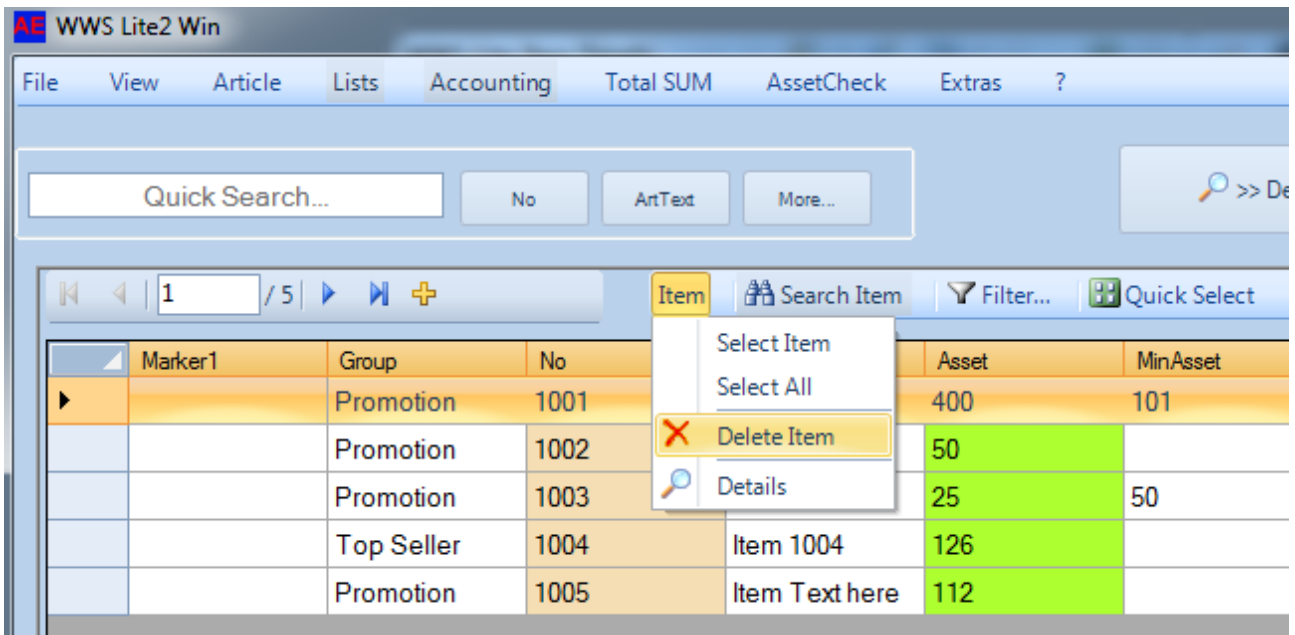 AE WWS Lite2 Win
File View Article Lists Accounting Total SUM AssetCheck Extras ?
Quick Search... No ArtText More... >> De
1 / 5 Item Search Item Filter... Quick Select
Select Item
Select All
Delete Item
Details
Marker1 Group No Asset MinAsset
Promotion 1001 400 101
Promotion 1002 50
Promotion 1003 25 50
Top Seller 1004 Item 1004 126
Promotion 1005 Item Text here 112